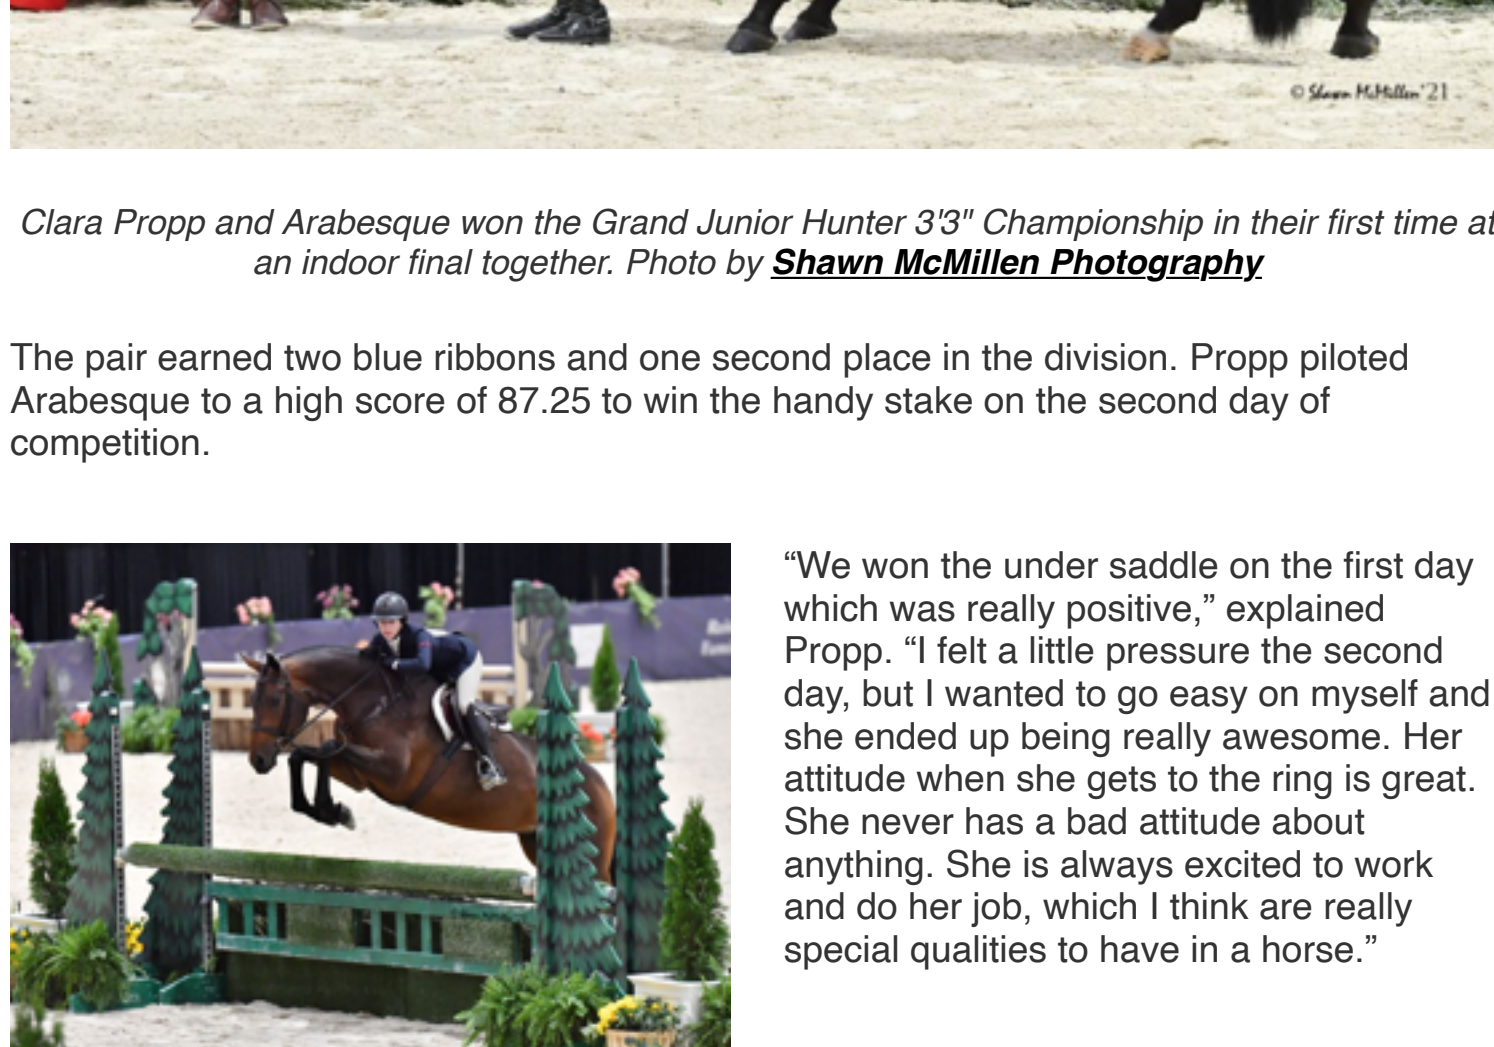 © Shawn McMillen'21
Clara Propp and Arabesque won the Grand Junior Hunter 3'3" Championship in their first time at
an indoor final together. Photo by Shawn McMillen Photography
The pair earned two blue ribbons and one second place in the division. Propp piloted
Arabesque to a high score of 87.25 to win the handy stake on the second day of
competition.
“We won the under saddle on the first day
which was really positive,” explained
Propp. “I felt a little pressure the second
day, but I wanted to go easy on myself and
she ended up being really awesome. Her
attitude when she gets to the ring is great.
She never has a bad attitude about
anything. She is always excited to work
and do her job, which I think are really
special qualities to have in a horse.”